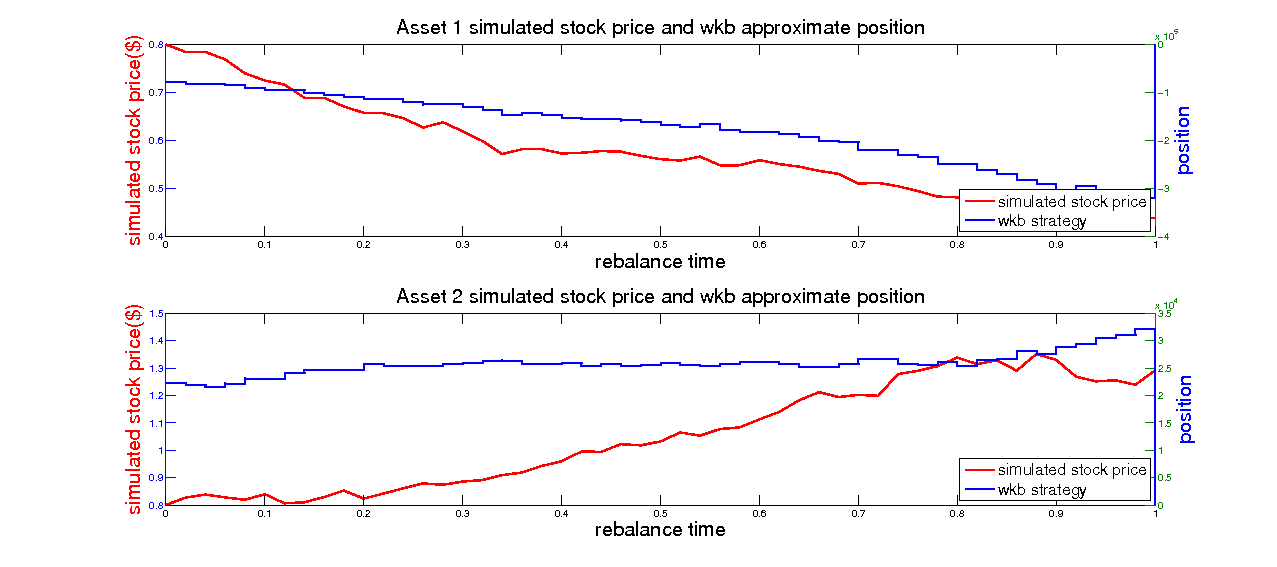 Asset 1 simulated stock price and wkb approximate position
simulated stock price($)
0.8
0.7
0.6
0.5
0.4
0 0.1 0.2 0.3 0.4 0.5 0.6 0.7 0.8 0.9 1
rebalance time
0
-1
-2
-3
-4
position
simulated stock price
wkb strategy
Asset 2 simulated stock price and wkb approximate position
simulated stock price($)
1.5
1.4
1.3
1.2
1.1
1
0.9
0.8
0 0.1 0.2 0.3 0.4 0.5 0.6 0.7 0.8 0.9 1
rebalance time
x 10^4
3.5
3
2.5
2
1.5
1
0.5
0
position
simulated stock price
wkb strategy